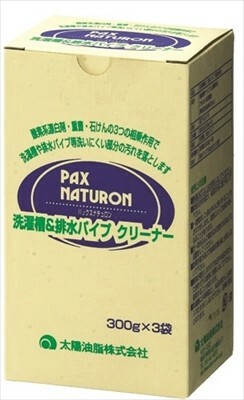 酸素系漂白剤・重曹・石けんの3つの相乗作用で
洗濯槽や排水パイプ等洗いにくい部分の汚れを落とします
PAX
NATURON
パックスナチュロン
洗濯槽&排水パイプ クリーナー
300g×3袋
太陽油脂株式会社